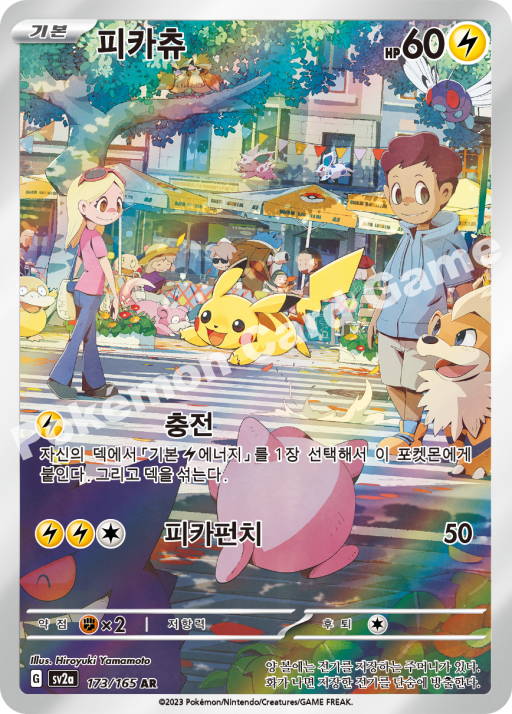 기본
피카츄
HP 60
충전
자신의 덱에서 「기본 에너지」를 1장 선택해서 이 포켓몬에게
붙인다. 그리고 덱을 섞는다.
피카펀치 50
약점 ×2 저항력 후퇴
Illus. Hiroyuki Yamamoto
G sv2a 173/165 AR
양 볼에는 전기를 저장하는 주머니가 있다.
화가 나면 저장한 전기를 단숨에 방출한다.
©2023 Pokémon/Nintendo/Creatures/GAME FREAK.
Pokémon Card Game